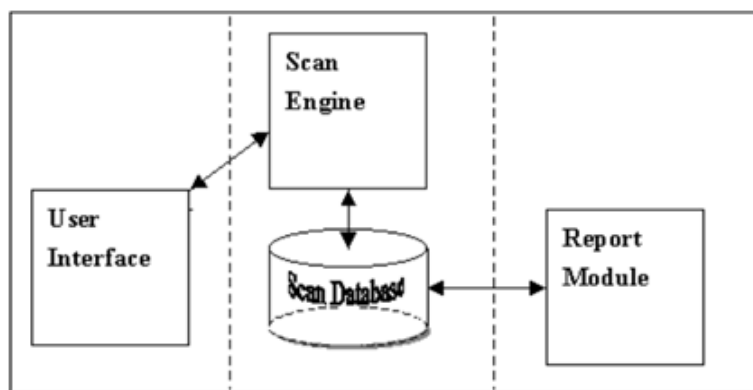 Scan
Engine
User
Interface
Scan Database
Report
Module